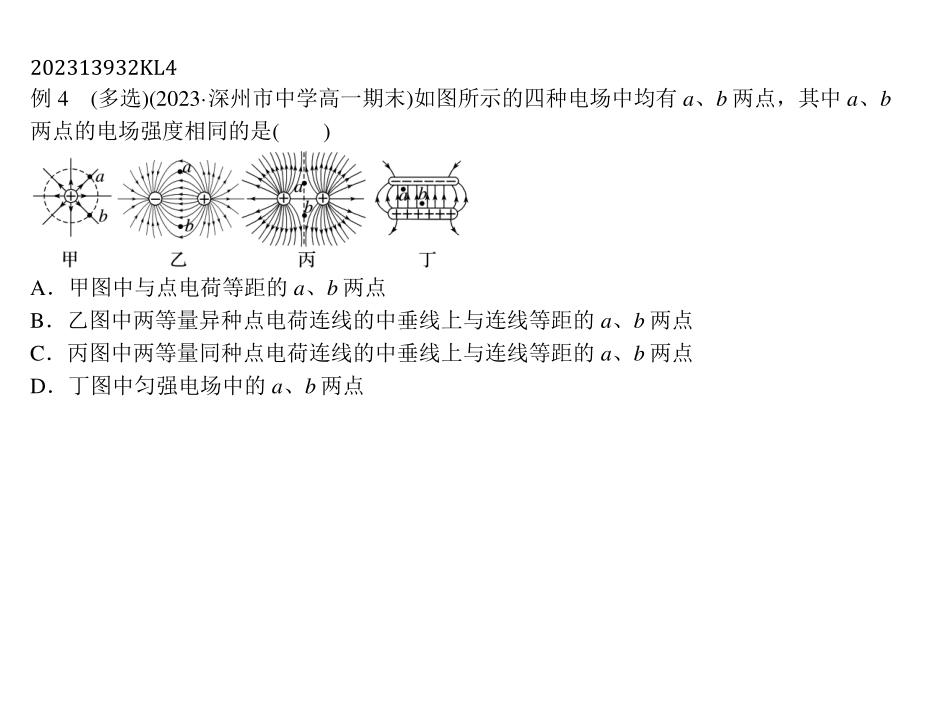 202313932KL4
例 4　(多选)(2023·深州市中学高一期末)如图所示的四种电场中均有 a、b 两点，其中 a、b
两点的电场强度相同的是(　　)
a
b
a
b
a
b
a b
甲 乙 丙 丁
A．甲图中与点电荷等距的 a、b 两点
B．乙图中两等量异种点电荷连线的中垂线上与连线等距的 a、b 两点
C．丙图中两等量同种点电荷连线的中垂线上与连线等距的 a、b 两点
D．丁图中匀强电场中的 a、b 两点